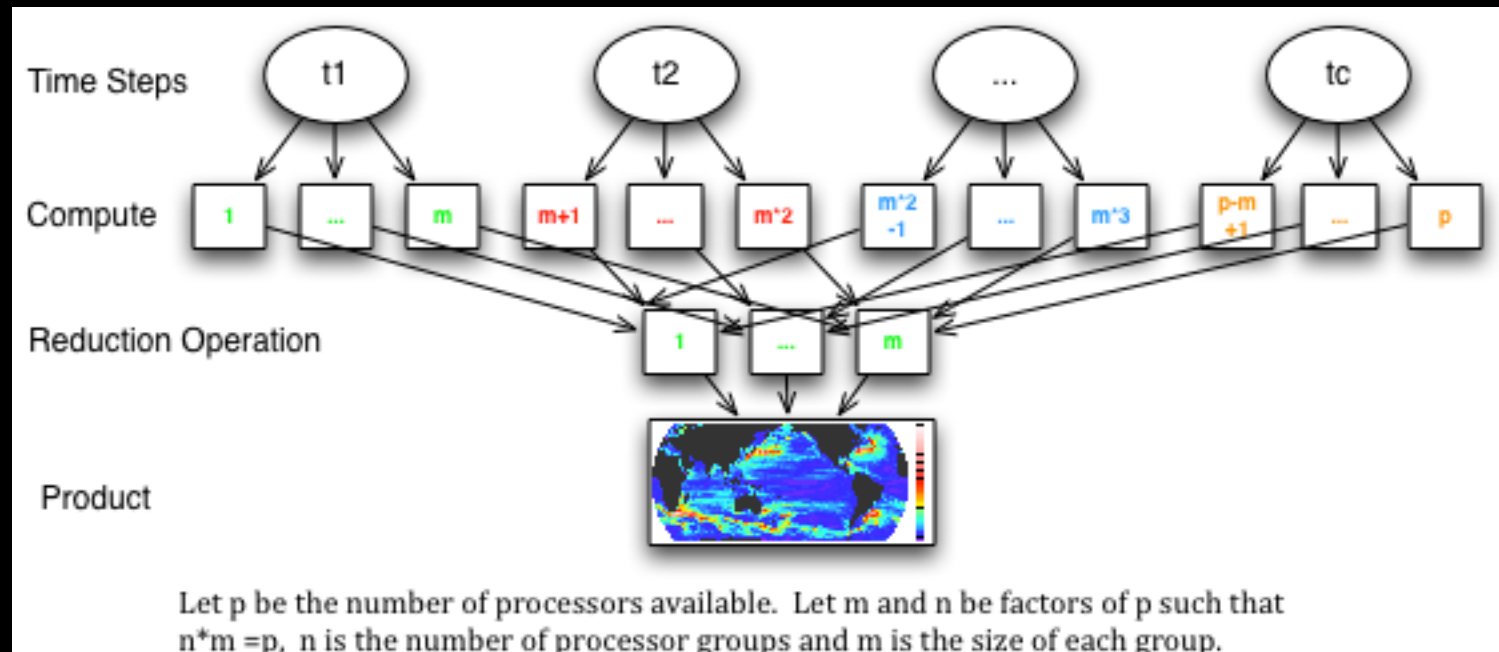 t1 t2 ... tc
Time Steps
Compute
1 ... m m+1 ... m*2 m*2 -1 ... m*3 p-m +1 ... p
Reduction Operation
1 ... m
Product
Let p be the number of processors available. Let m and n be factors of p such that
n*m =p, n is the number of processor groups and m is the size of each group.